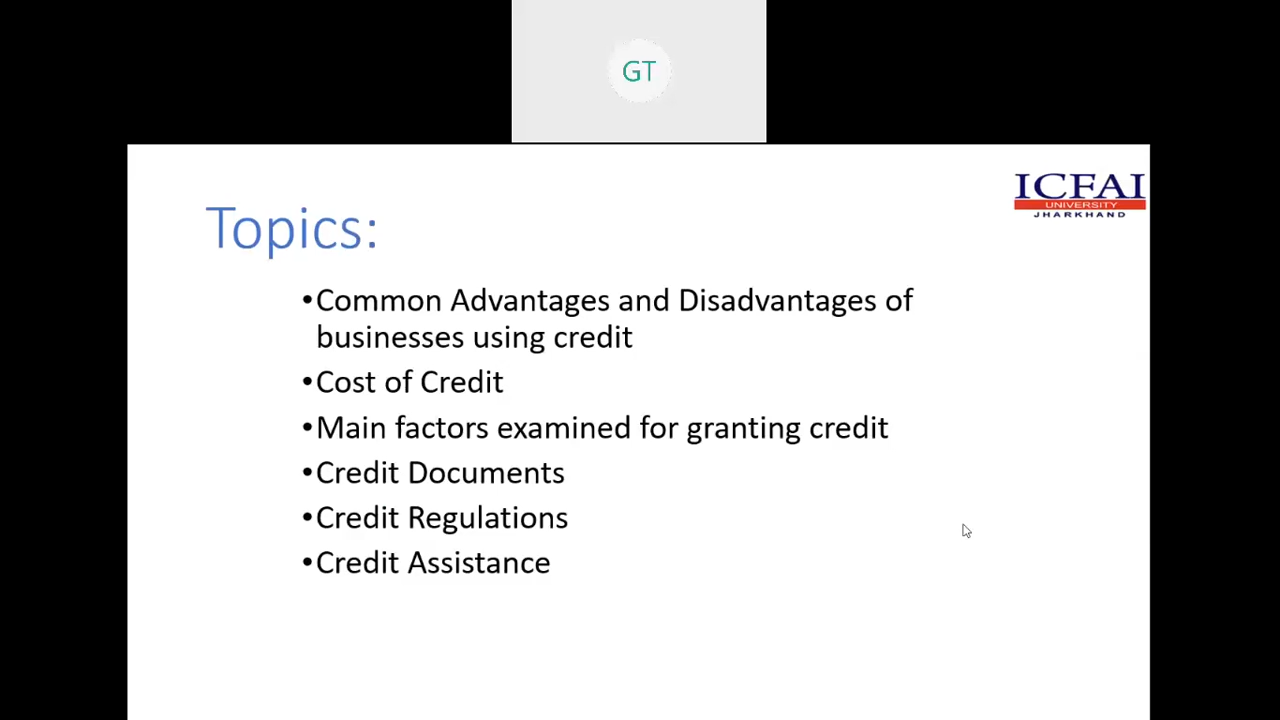 GT
ICFAI
UNIVERSITY
JHARKHAND
Topics:
•Common Advantages and Disadvantages of
businesses using credit
•Cost of Credit
•Main factors examined for granting credit
•Credit Documents
•Credit Regulations
•Credit Assistance